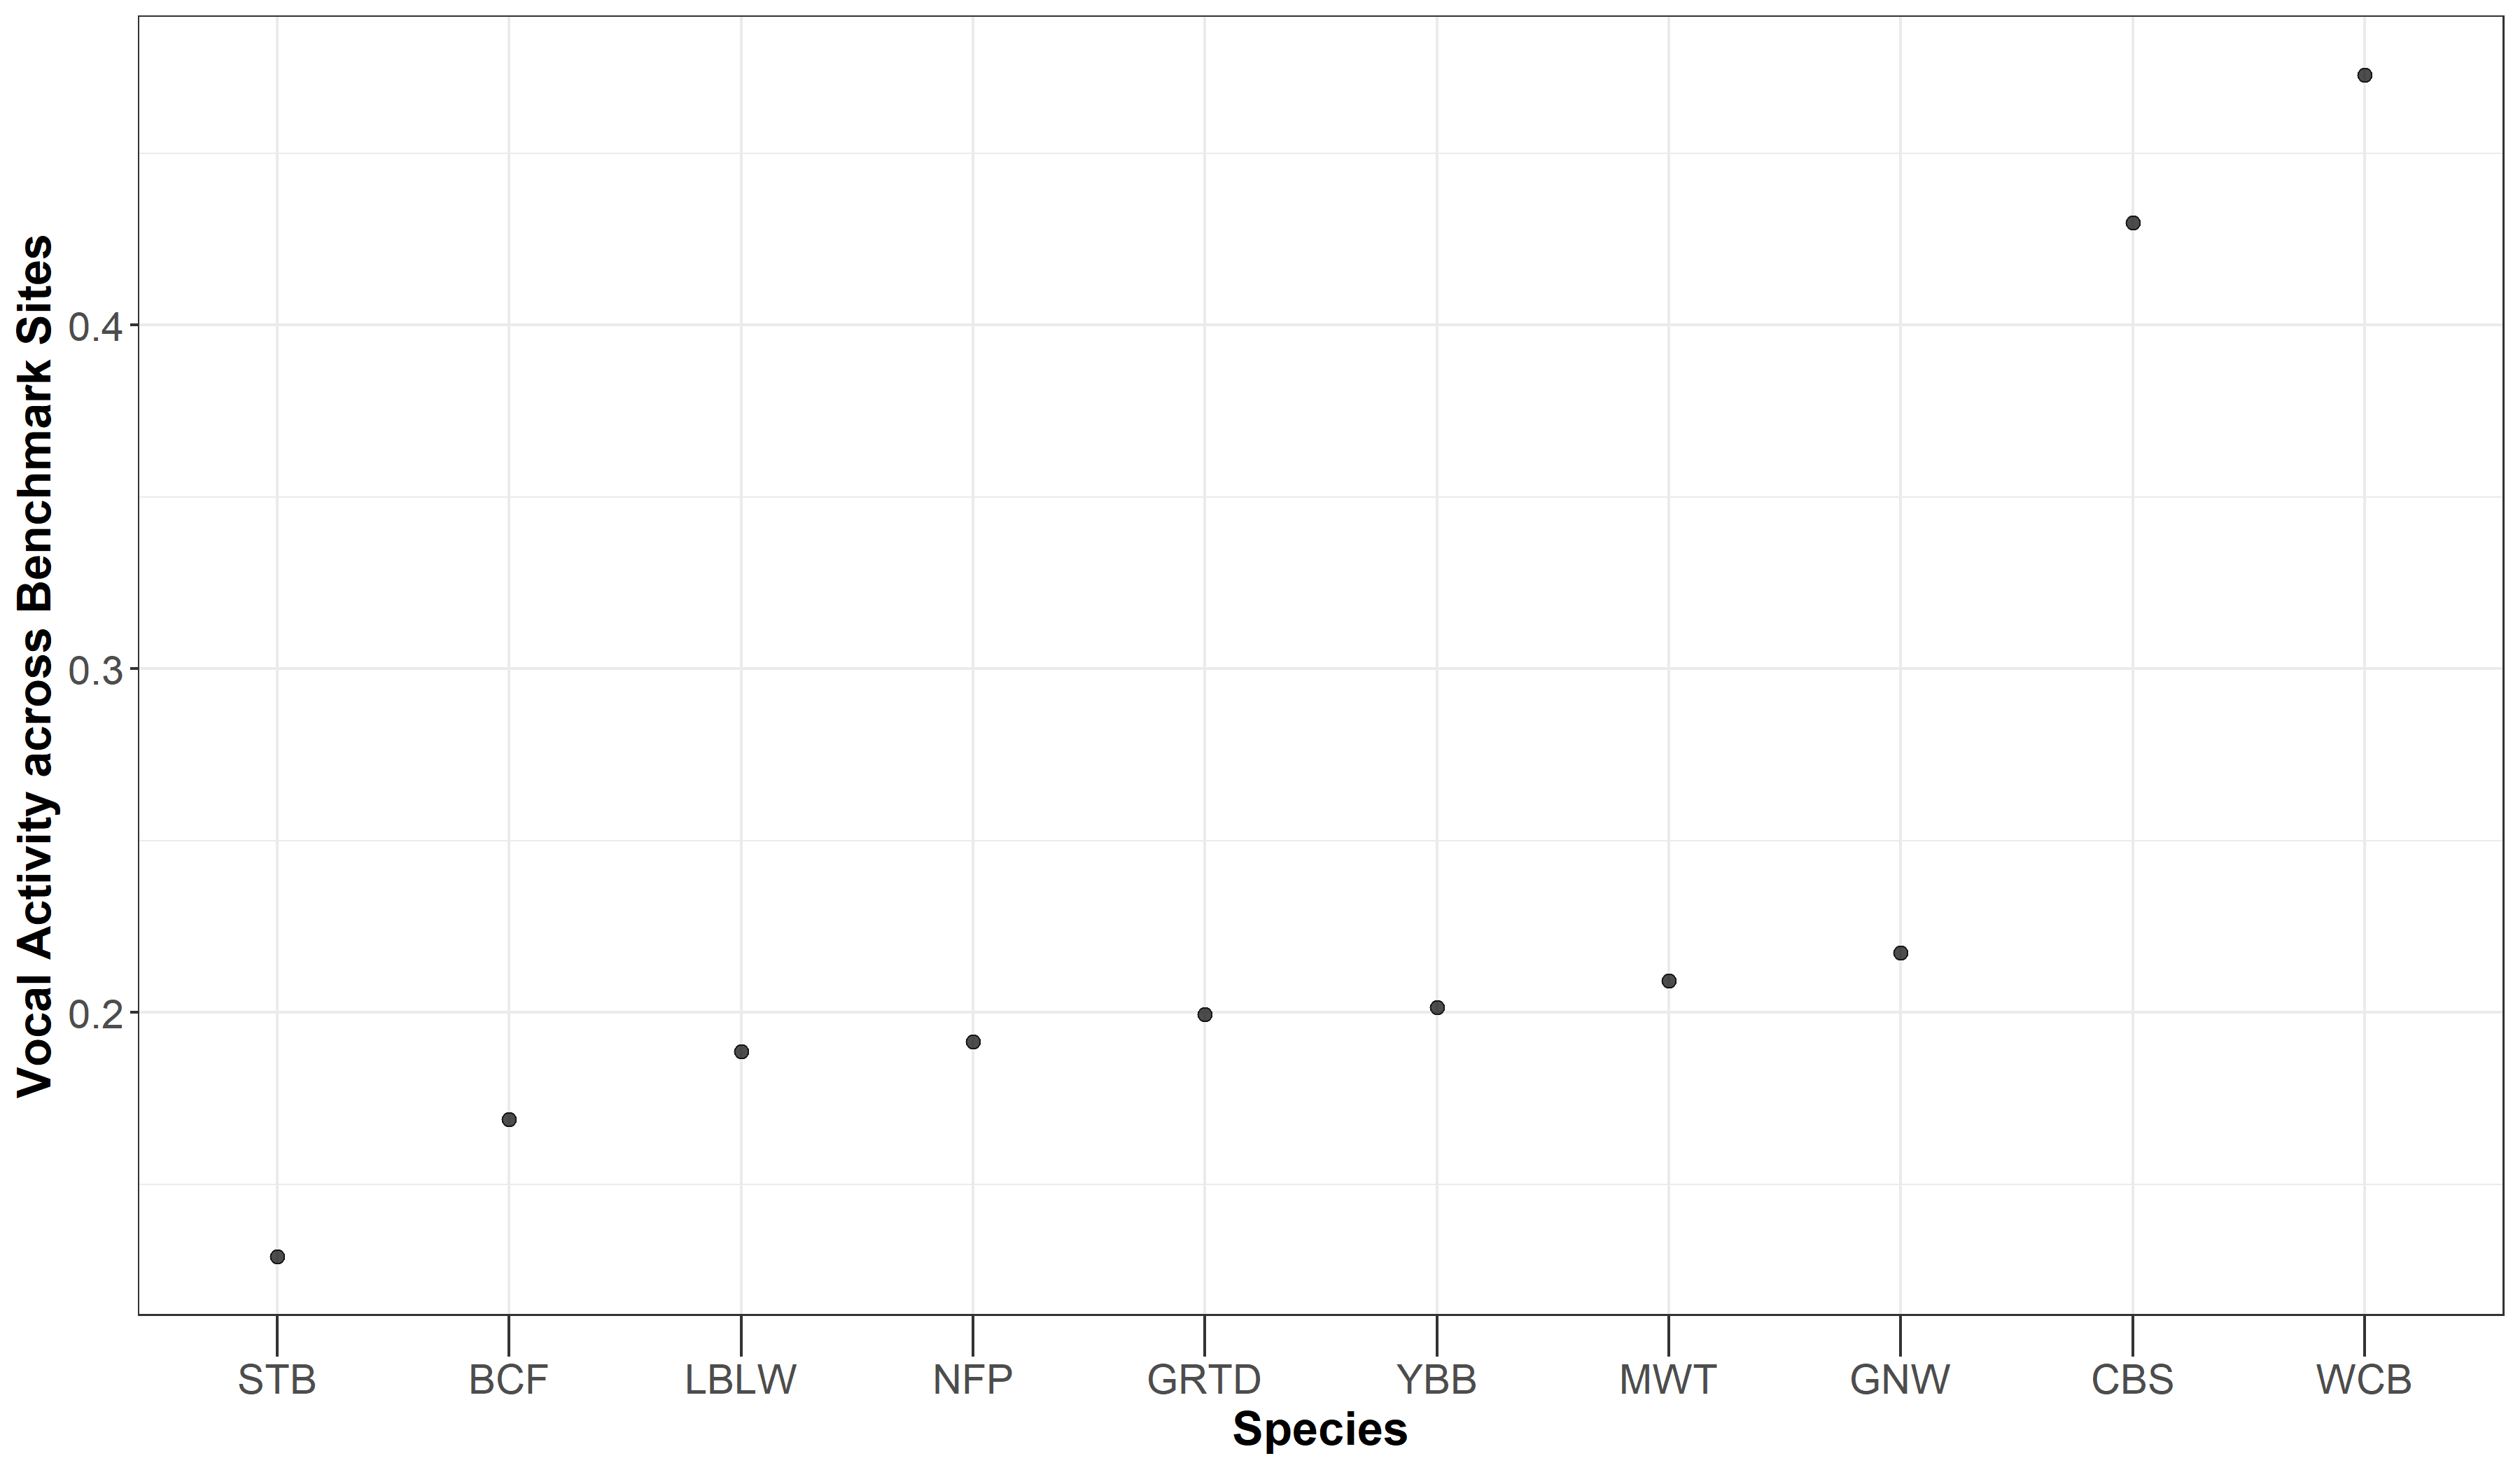 Vocal Activity across Benchmark Sites
0.4
0.3
0.2
STB BCF LBLW NFP GRTD YBB MWT GNW CBS WCB
Species